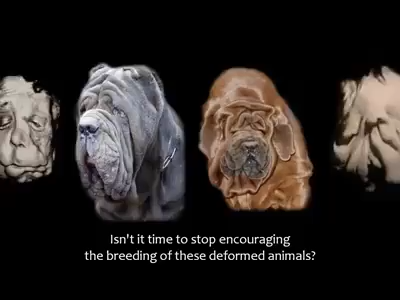 Isn't it time to stop encouraging
the breeding of these deformed animals?